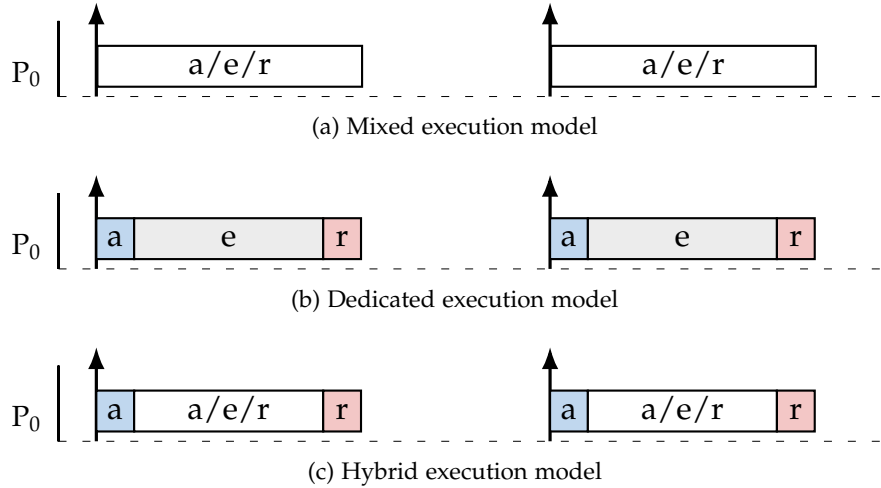 P₀ a/e/r a/e/r
(a) Mixed execution model
P₀ a e r a e r
(b) Dedicated execution model
P₀ a a/e/r r a a/e/r r
(c) Hybrid execution model